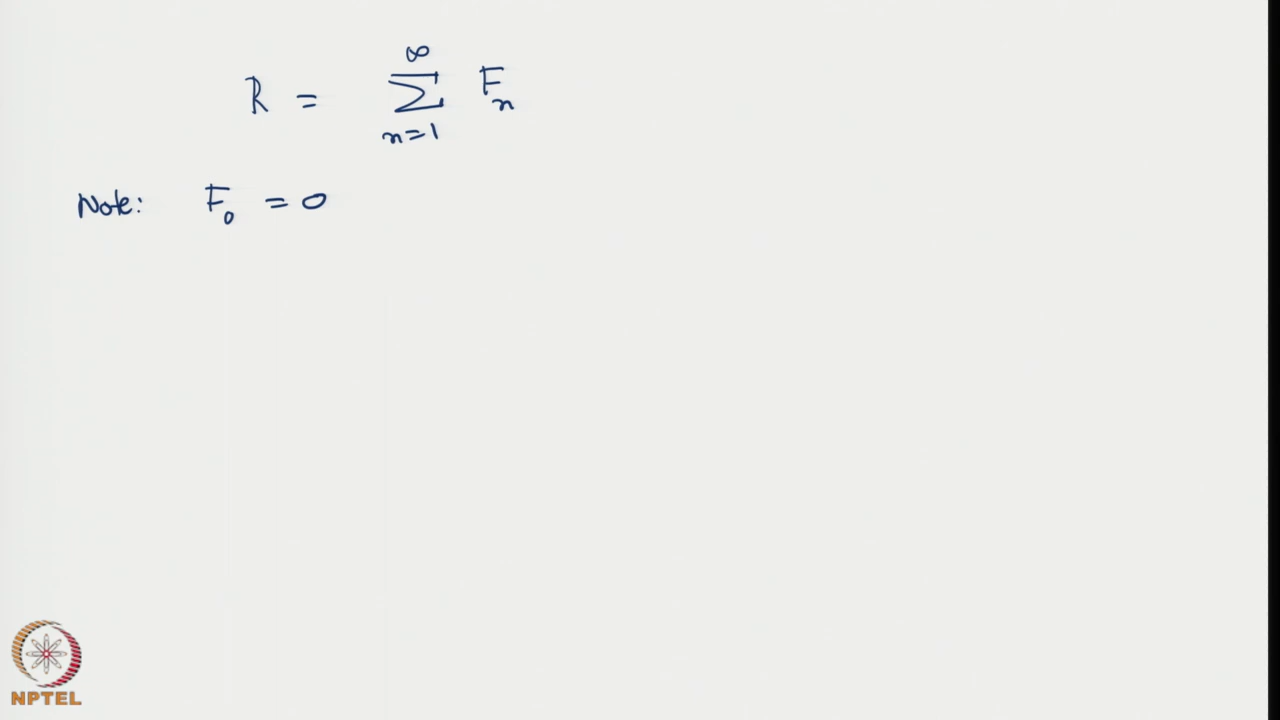 R = ∑_{n=1}^{∞} F_n
Note: F_0 = 0
NPTEL